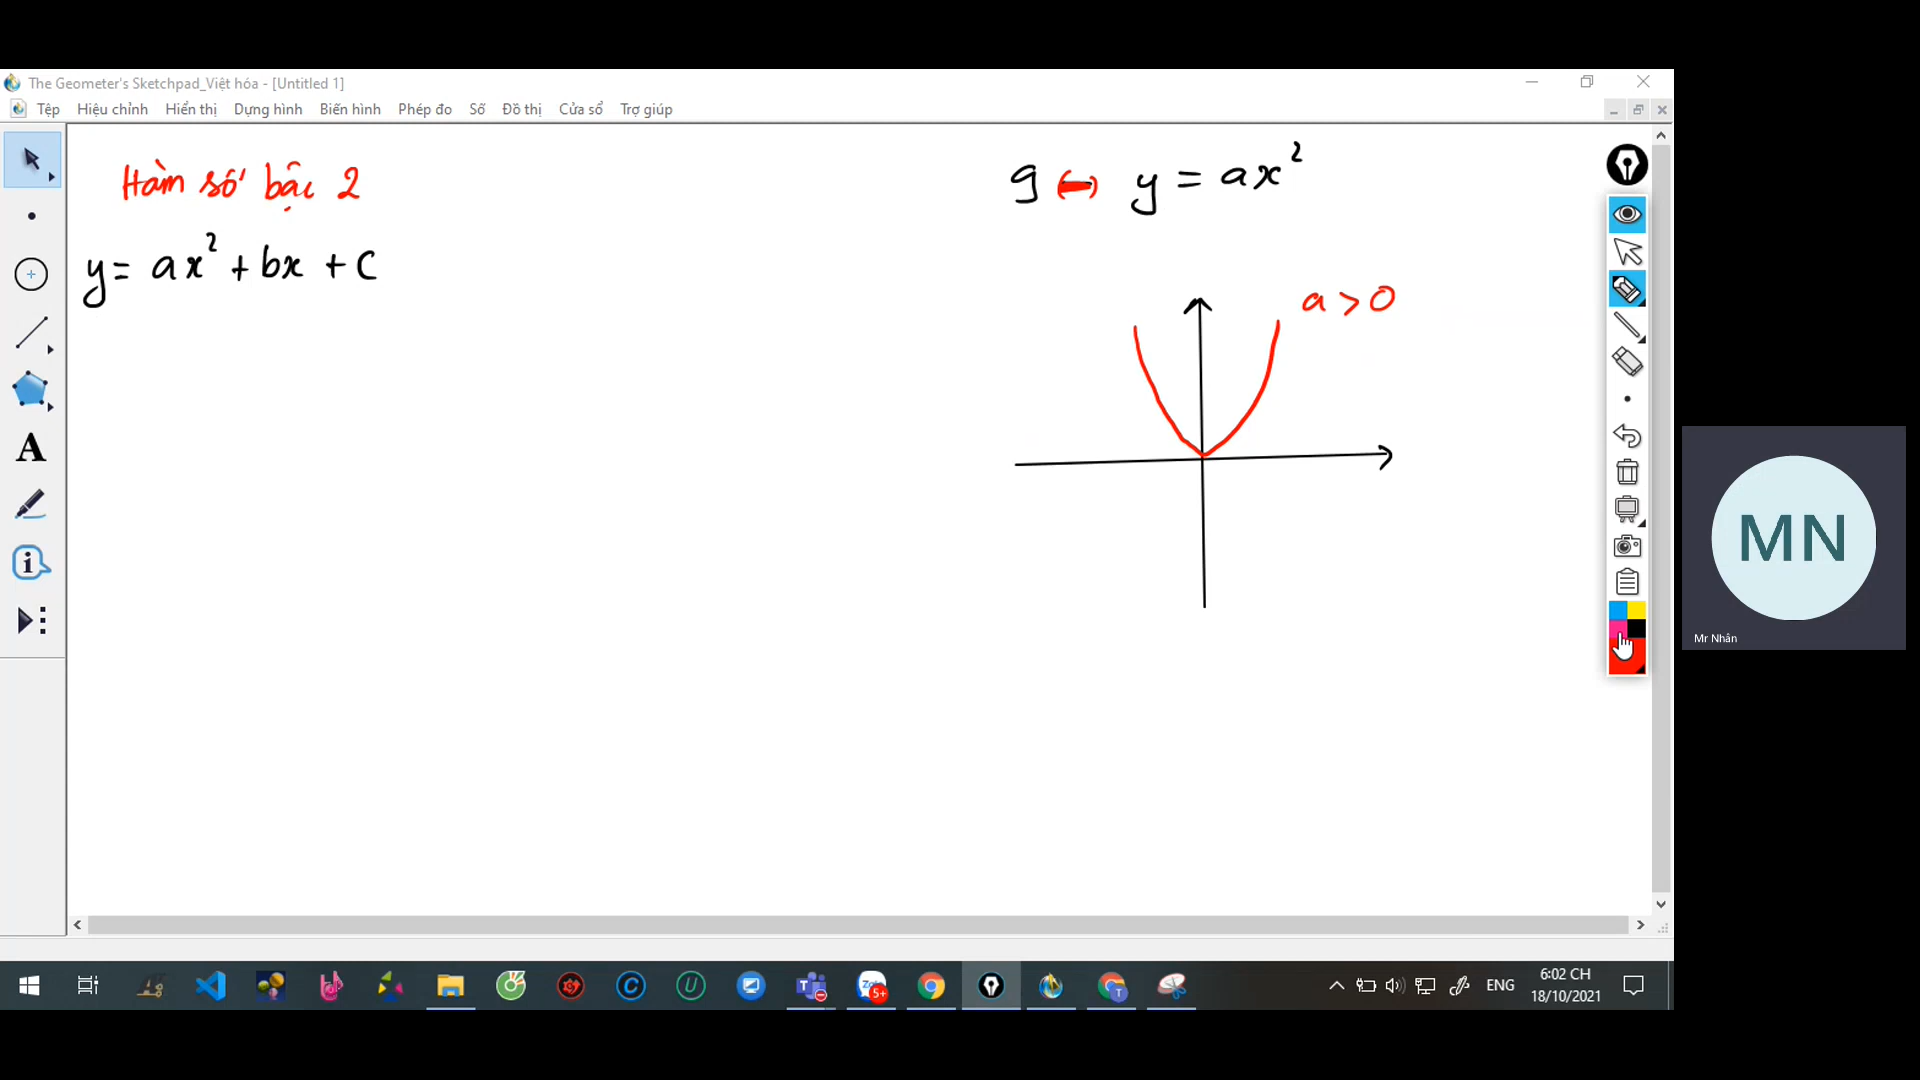 The Geometer's Sketchpad_Việt hóa - [Untitled 1]
Tệp Hiệu chỉnh Hiển thị Dựng hình Biến hình Phép đo Số Đồ thị Cửa sổ Trợ giúp
Hàm số bậc 2
y = ax² + bx + c
9 ↔ y = ax²
a > 0
A
MN
Mr Nhân
5+
T
ENG
6:02 CH
18/10/2021